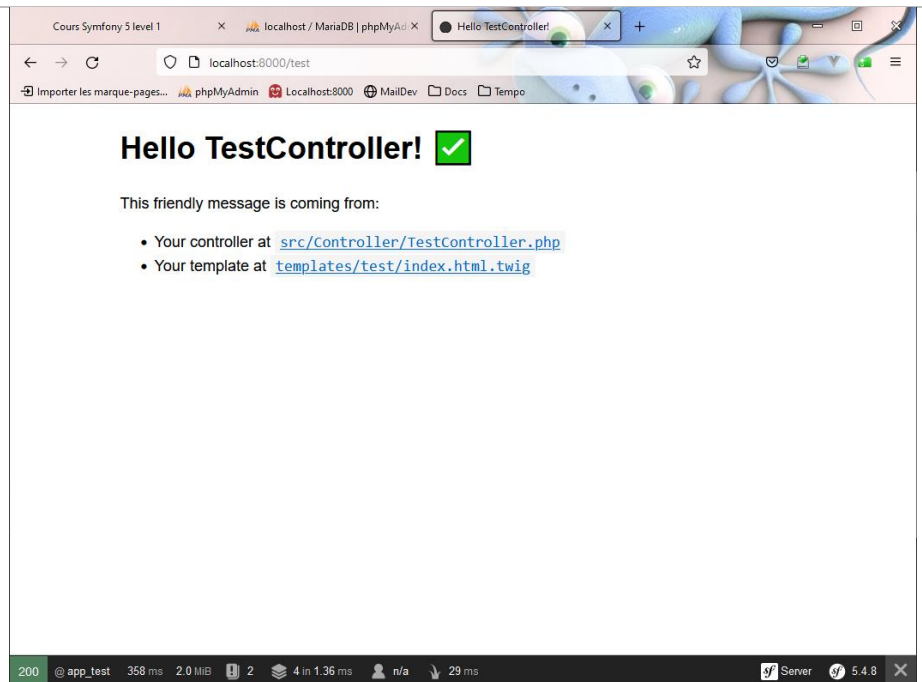 Cours Symfony 5 level 1
localhost / MariaDB | phpMyAd
Hello TestController!
localhost:8000/test
Importer les marque-pages... phpMyAdmin Localhost:8000 MailDev Docs Tempo
Hello TestController! ✅
This friendly message is coming from:
• Your controller at src/Controller/TestController.php
• Your template at templates/test/index.html.twig
200 @ app_test 358 ms 2.0 MiB 2 4 in 1.36 ms n/a 29 ms Server 5.4.8